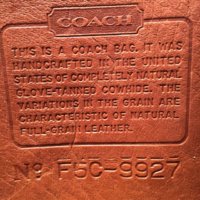 COACH
THIS IS A COACH BAG. IT WAS
HANDCRAFTED IN THE UNITED
STATES OF COMPLETELY NATURAL
GLOVE-TANNED COWHIDE. THE
VARIATIONS IN THE GRAIN ARE
CHARACTERISTIC OF NATURAL
FULL-GRAIN LEATHER.
No F5C-9927